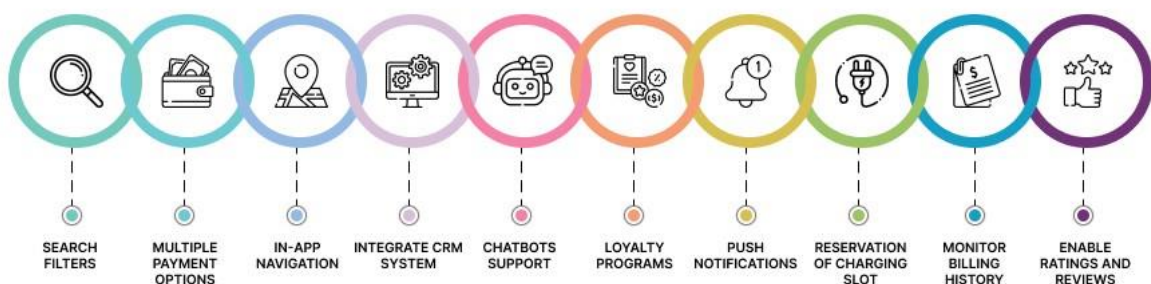 1
$
%
($)
SEARCH
FILTERS
MULTIPLE
PAYMENT
OPTIONS
IN-APP
NAVIGATION
INTEGRATE CRM
SYSTEM
CHATBOTS
SUPPORT
LOYALTY
PROGRAMS
PUSH
NOTIFICATIONS
RESERVATION
OF CHARGING
SLOT
MONITOR
BILLING
HISTORY
ENABLE
RATINGS AND
REVIEWS